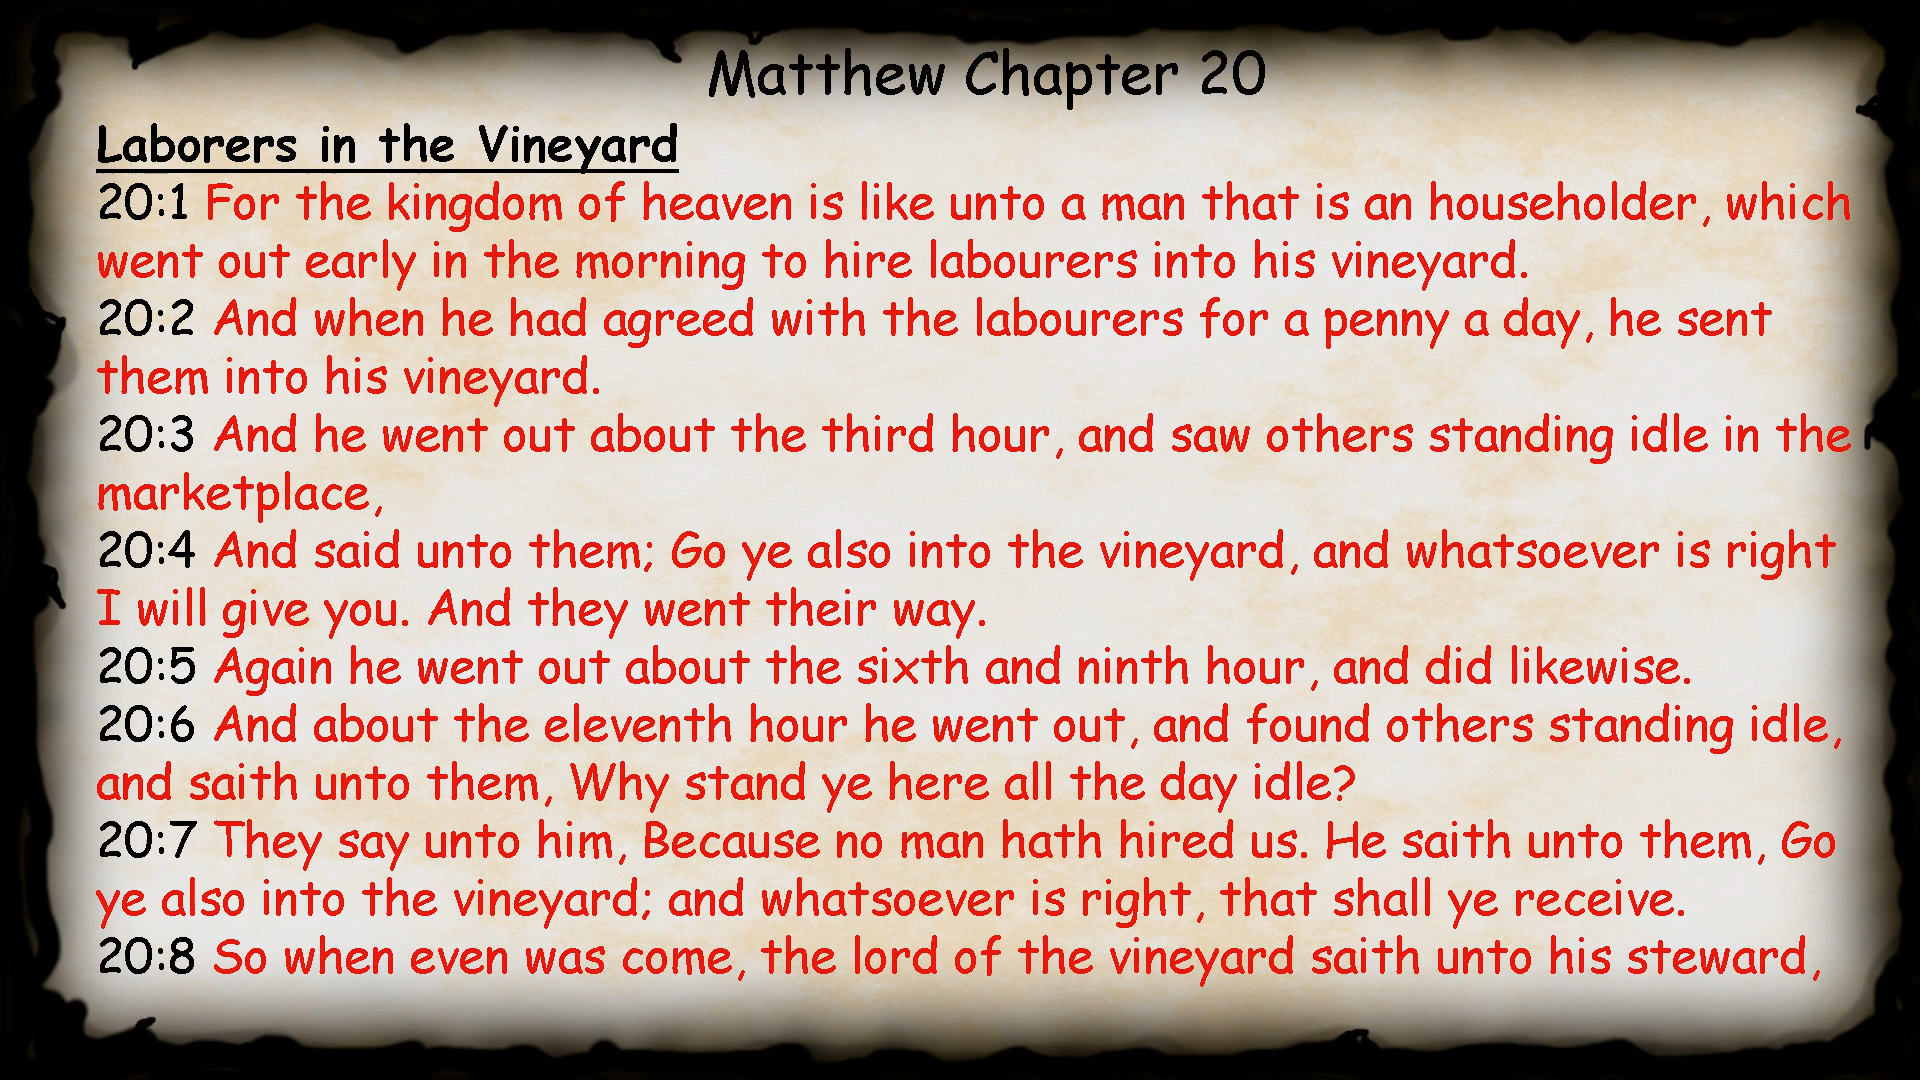 Matthew Chapter 20
Laborers in the Vineyard
20:1 For the kingdom of heaven is like unto a man that is an householder, which
went out early in the morning to hire labourers into his vineyard.
20:2 And when he had agreed with the labourers for a penny a day, he sent
them into his vineyard.
20:3 And he went out about the third hour, and saw others standing idle in the
marketplace,
20:4 And said unto them; Go ye also into the vineyard, and whatsoever is right
I will give you. And they went their way.
20:5 Again he went out about the sixth and ninth hour, and did likewise.
20:6 And about the eleventh hour he went out, and found others standing idle,
and saith unto them, Why stand ye here all the day idle?
20:7 They say unto him, Because no man hath hired us. He saith unto them, Go
ye also into the vineyard; and whatsoever is right, that shall ye receive.
20:8 So when even was come, the lord of the vineyard saith unto his steward,